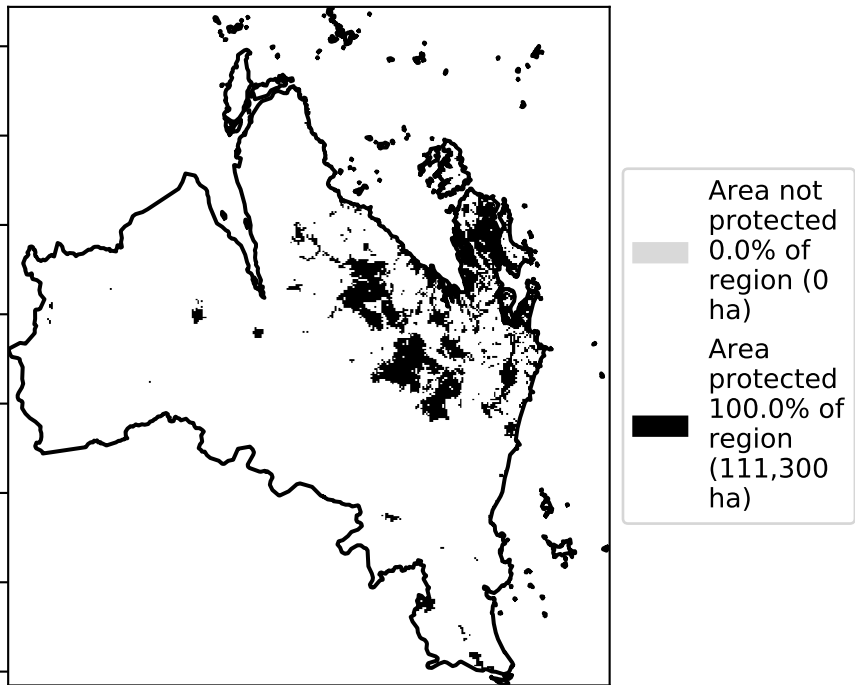 Area not
protected
0.0% of
region (0
ha)
Area
protected
100.0% of
region
(111,300
ha)